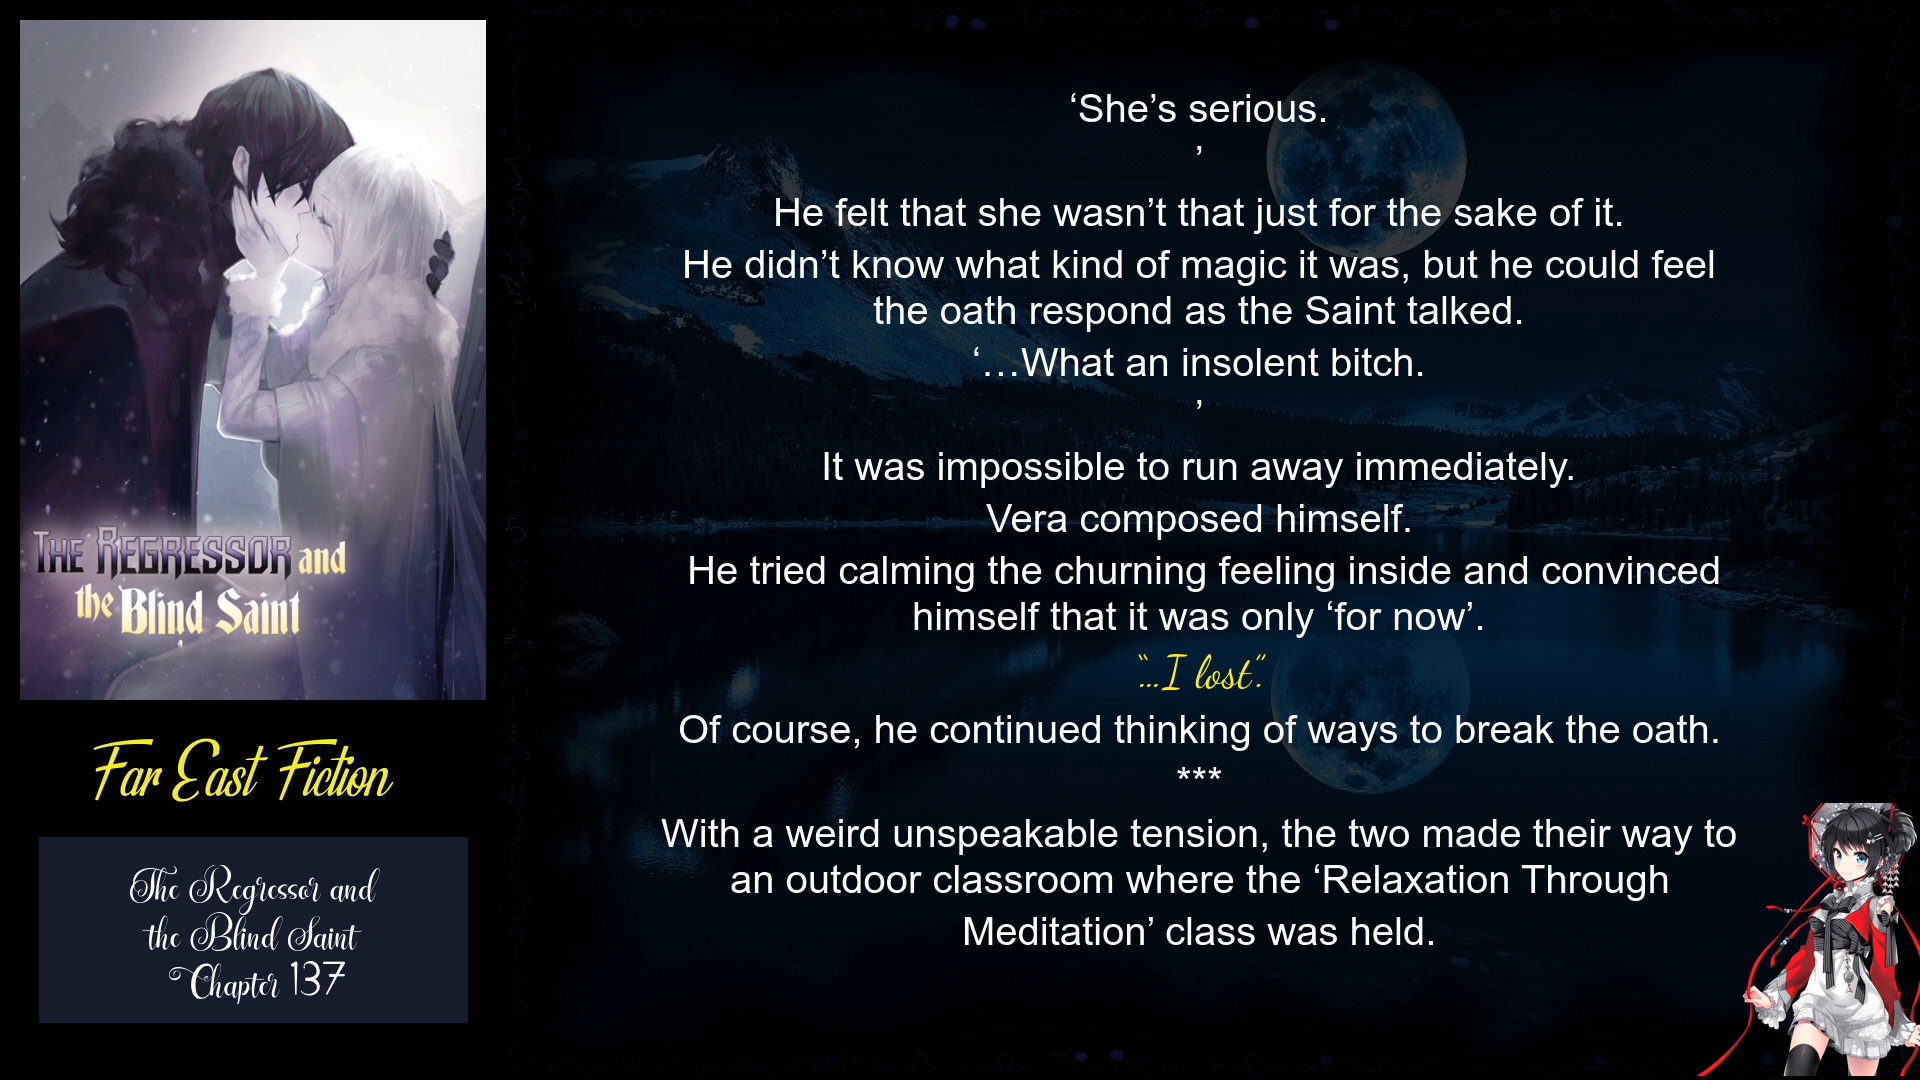 THE REGRESSOR and
the Blind Saint
Far East Fiction
The Regressor and
the Blind Saint
Chapter 137
‘She’s serious.
’
He felt that she wasn’t that just for the sake of it.
He didn’t know what kind of magic it was, but he could feel
the oath respond as the Saint talked.
‘…What an insolent bitch.
’
It was impossible to run away immediately.
Vera composed himself.
He tried calming the churning feeling inside and convinced
himself that it was only ‘for now’.
“…I lost.”
Of course, he continued thinking of ways to break the oath.
***
With a weird unspeakable tension, the two made their way to
an outdoor classroom where the ‘Relaxation Through
Meditation’ class was held.